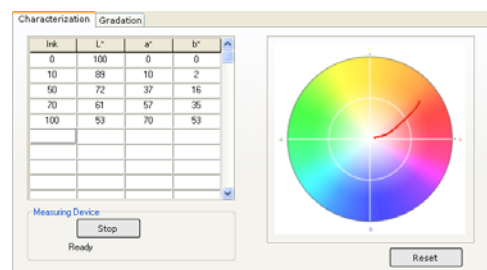 Characterization Gradation
Ink L* a* b*
0 100 0 0
10 89 10 2
50 72 37 16
70 61 57 35
100 53 70 53
Measuring Device
Stop
Ready
Reset